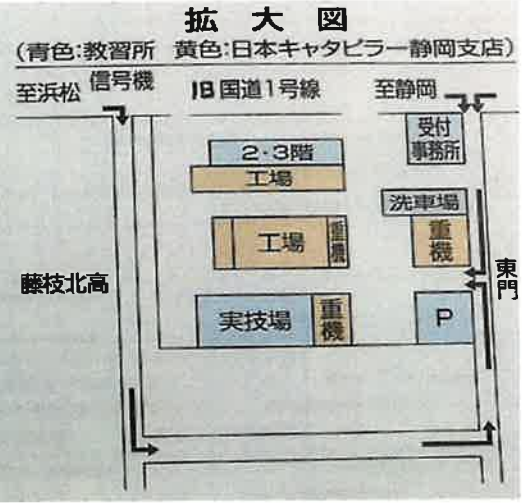 拡大図
(青色:教習所 黄色:日本キャタピラー静岡支店)
至浜松 信号機 旧国道1号線 至静岡
受付
事務所
2・3階
工場
洗車場
重機
工場
重機
藤枝北高
東門
実技場
重機
P